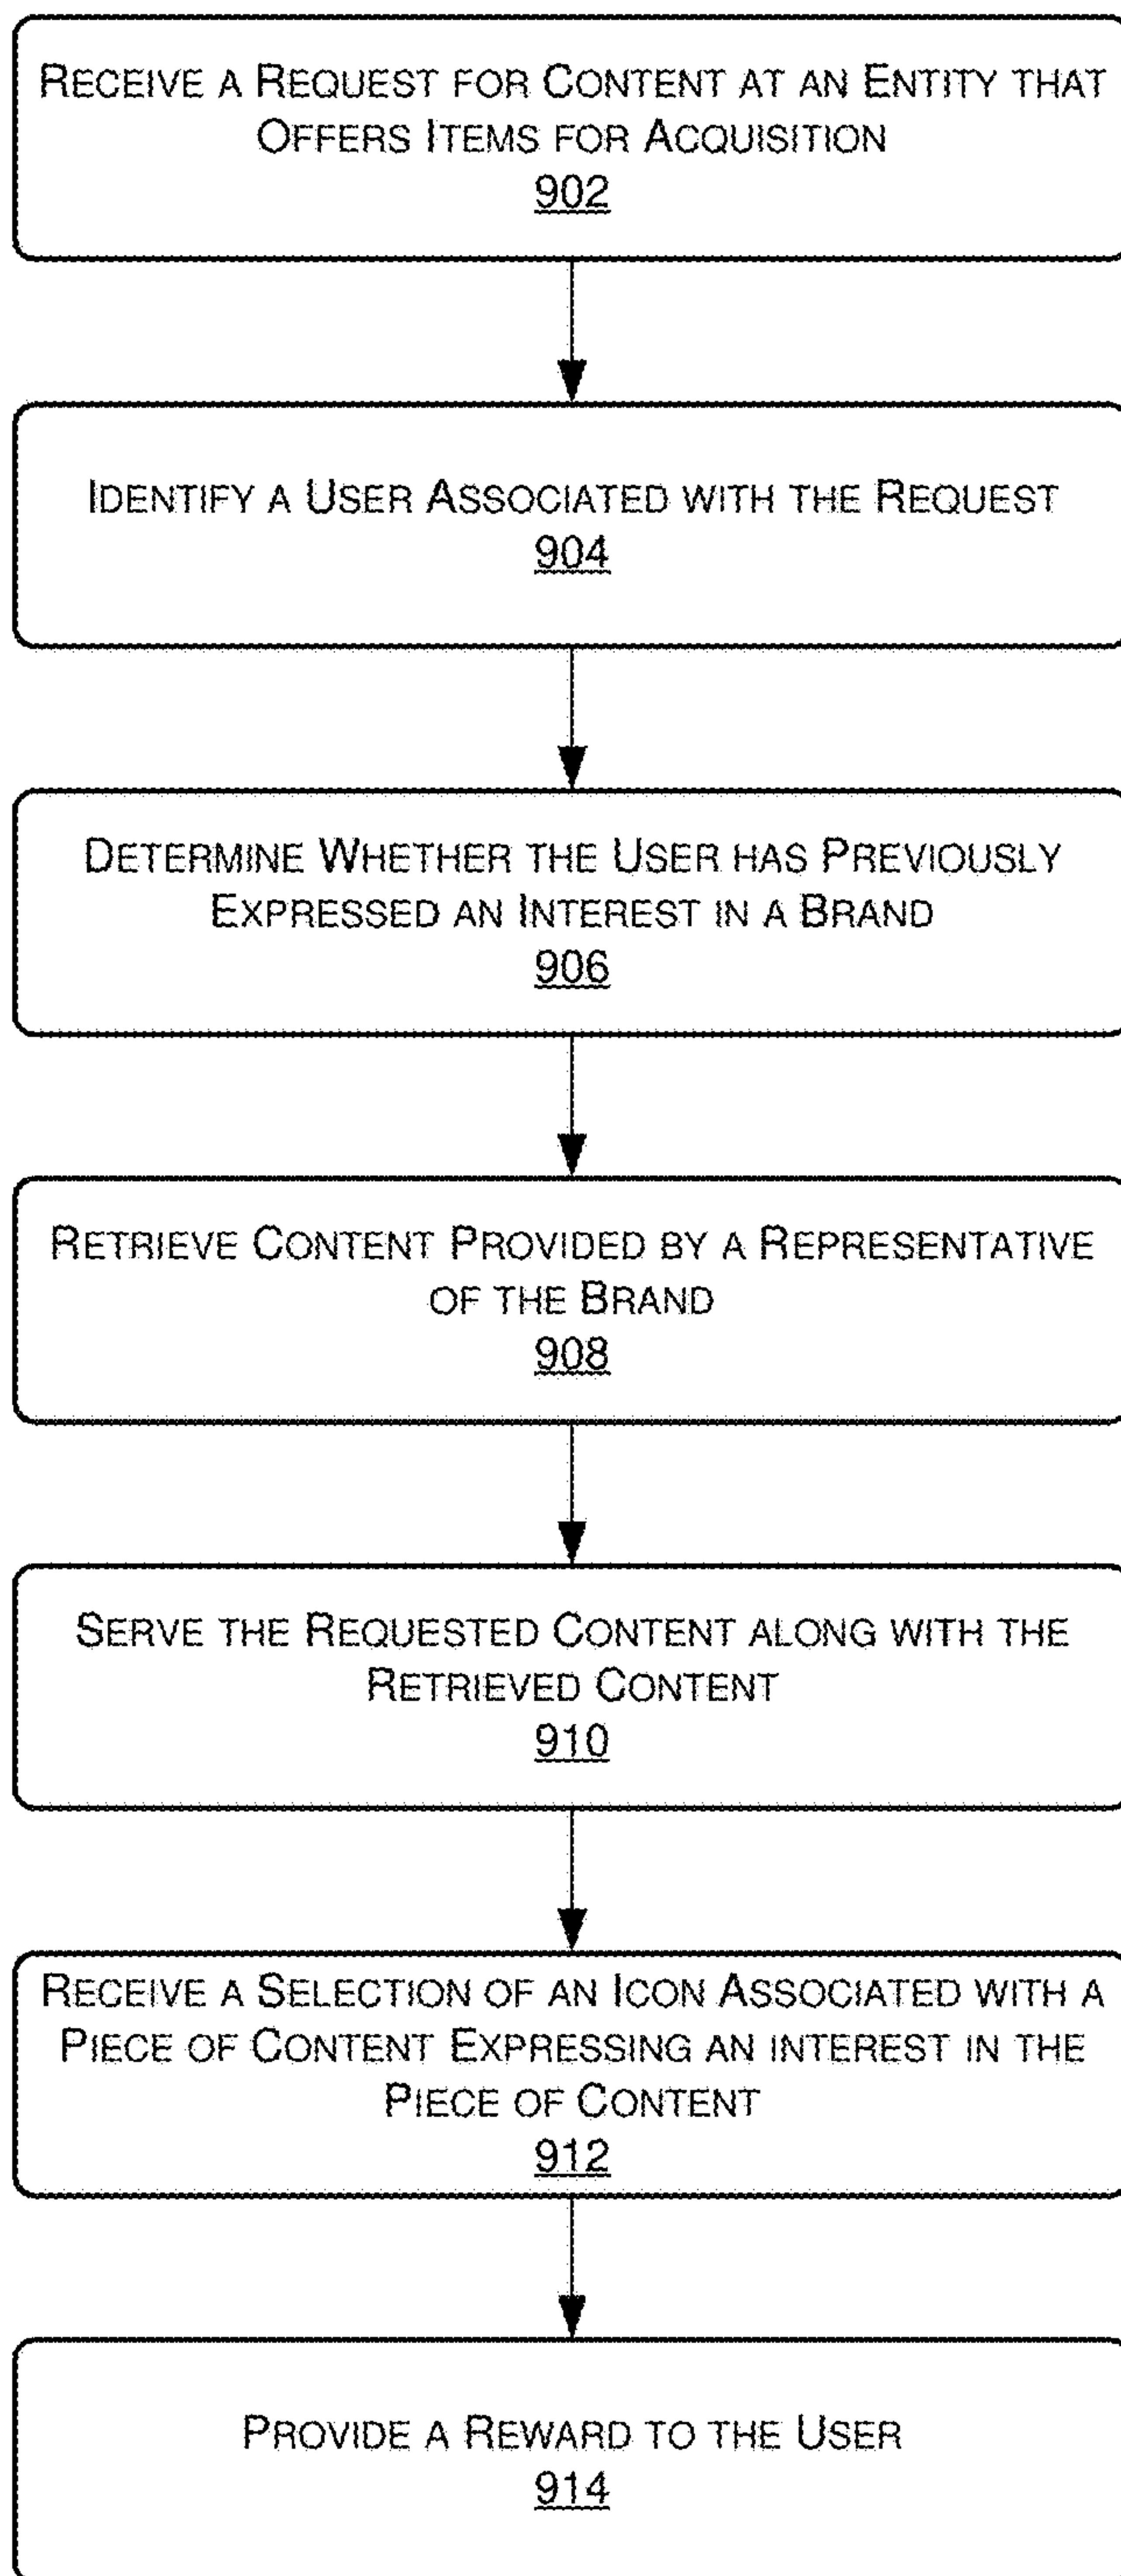 RECEIVE A REQUEST FOR CONTENT AT AN ENTITY THAT
OFFERS ITEMS FOR ACQUISITION
902
IDENTIFY A USER ASSOCIATED WITH THE REQUEST
904
DETERMINE WHETHER THE USER HAS PREVIOUSLY
EXPRESSED AN INTEREST IN A BRAND
906
RETRIEVE CONTENT PROVIDED BY A REPRESENTATIVE
OF THE BRAND
908
SERVE THE REQUESTED CONTENT ALONG WITH THE
RETRIEVED CONTENT
910
RECEIVE A SELECTION OF AN ICON ASSOCIATED WITH A
PIECE OF CONTENT EXPRESSING AN INTEREST IN THE
PIECE OF CONTENT
912
PROVIDE A REWARD TO THE USER
914